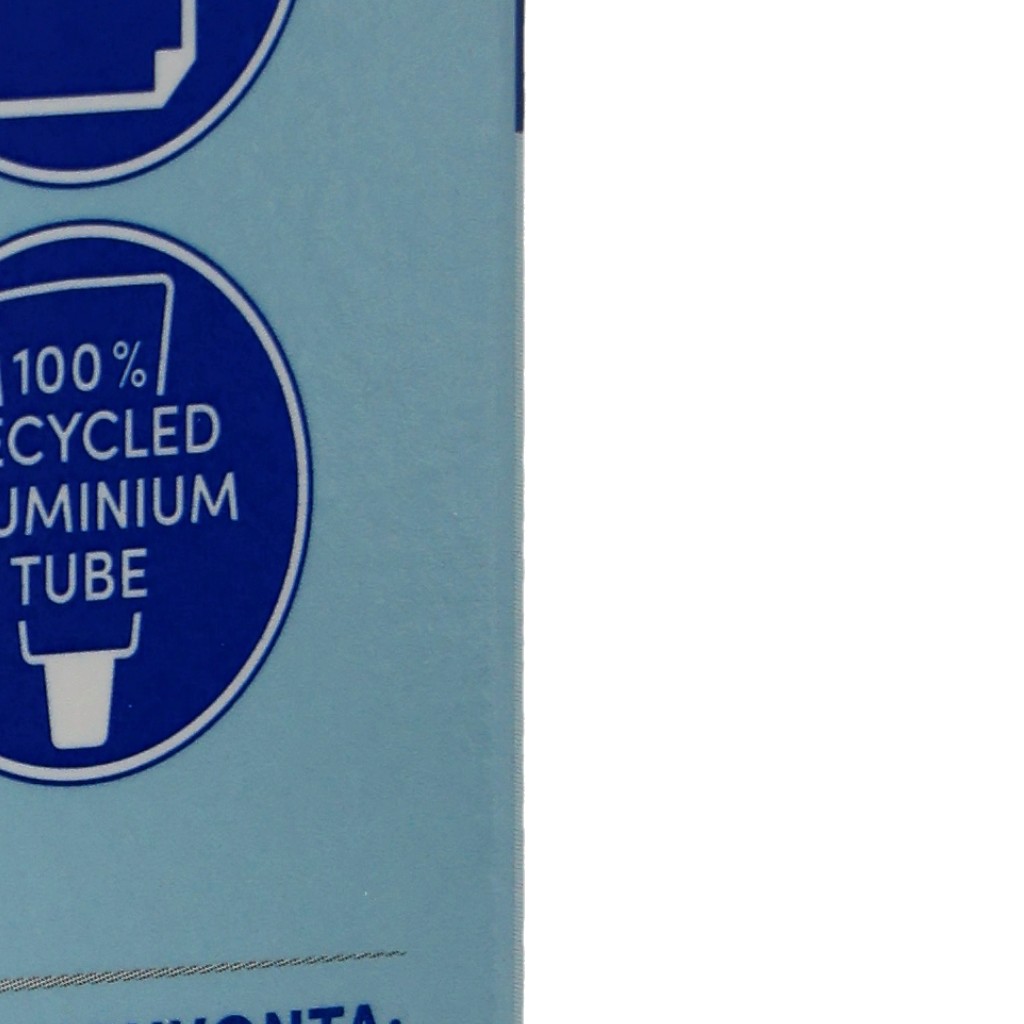 100 %
ECYCLED
UMINIUM
TUBE